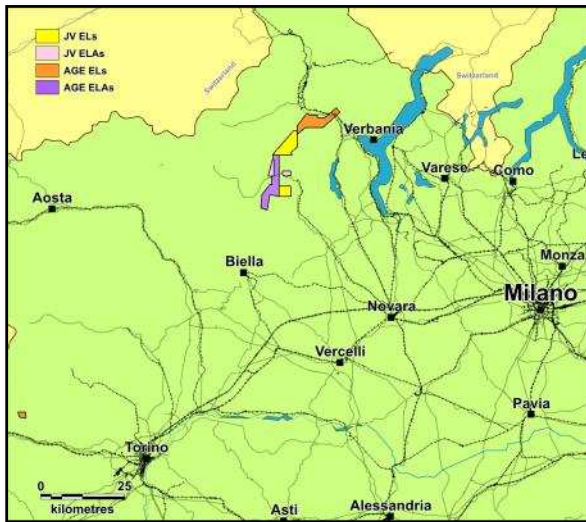 JV ELs
JV ELAs
AGE ELs
AGE ELAs
Switzerland
Switzerland
Verbania
Varese
Como
Le
Aosta
Biella
Monza
Milano
Novara
Vercelli
Pavia
Torino
0 25
kilometres
Asti
Alessandria